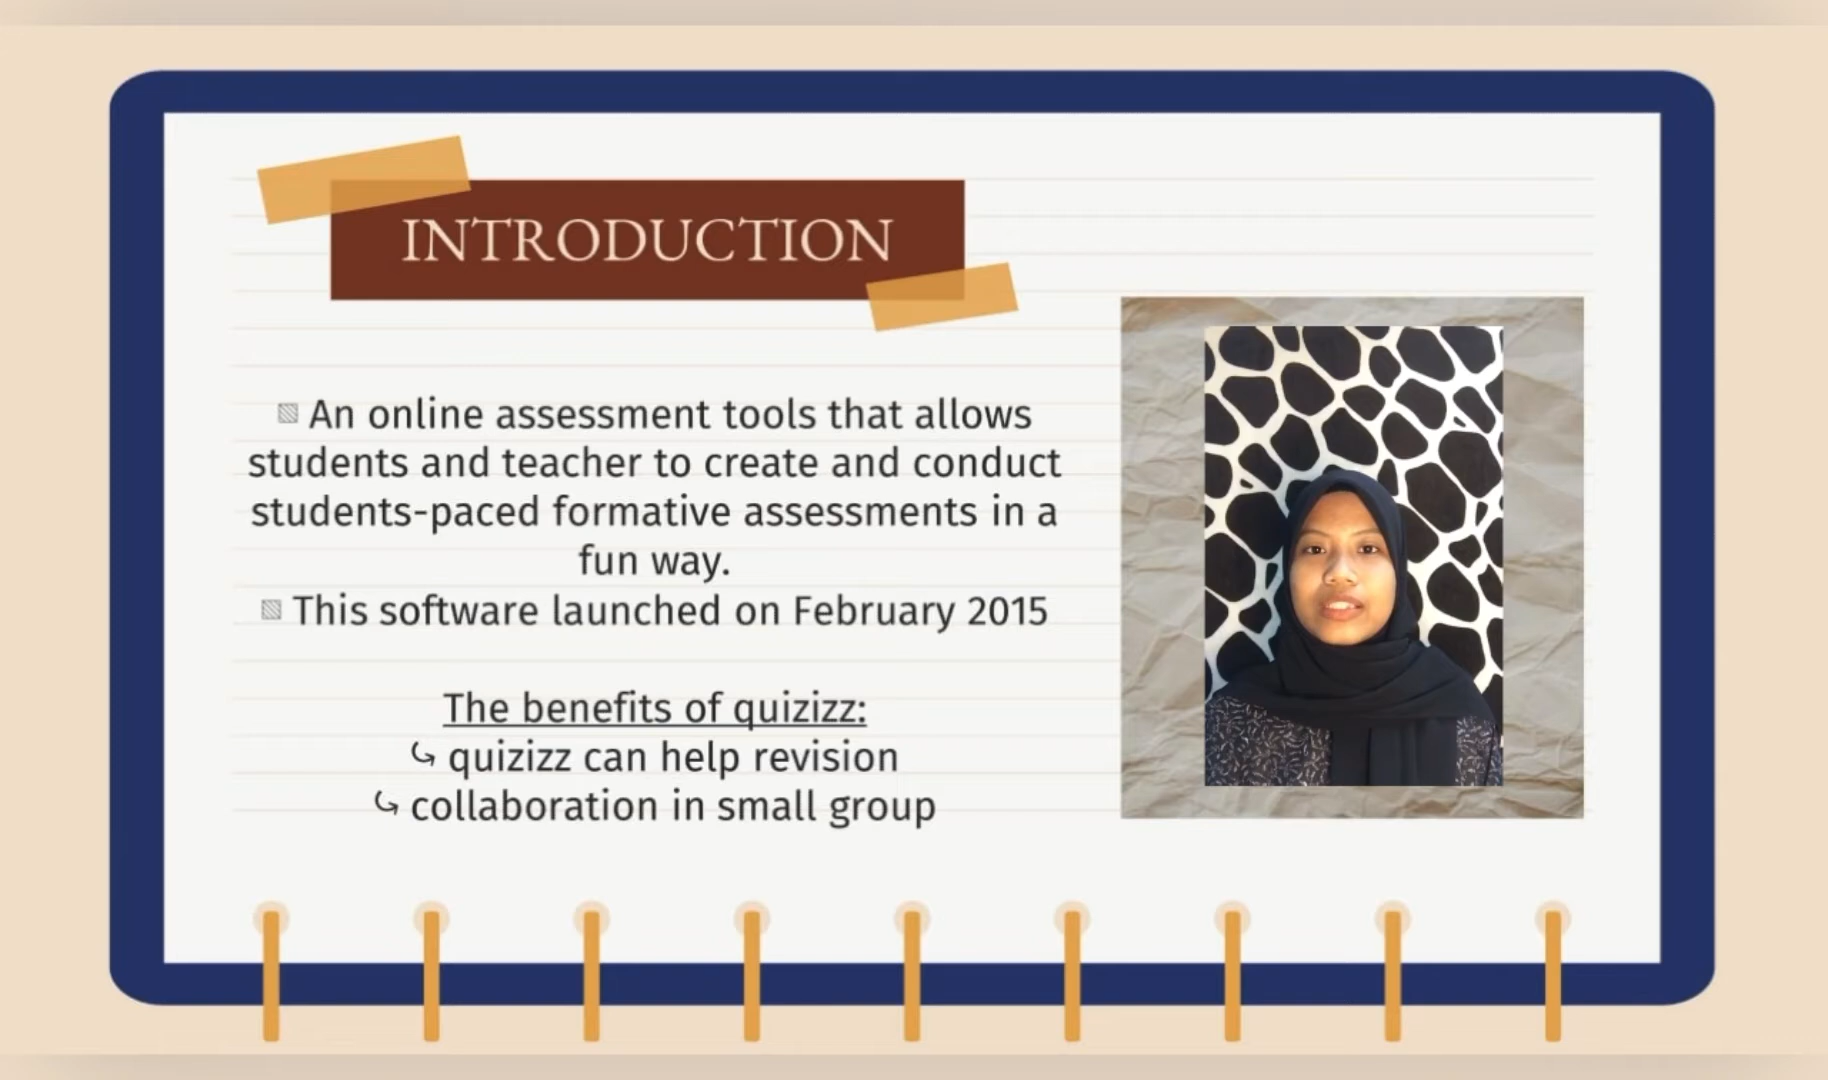 INTRODUCTION
▧ An online assessment tools that allows
students and teacher to create and conduct
students-paced formative assessments in a
fun way.
▧ This software launched on February 2015
The benefits of quizizz:
⤷ quizizz can help revision
⤷ collaboration in small group